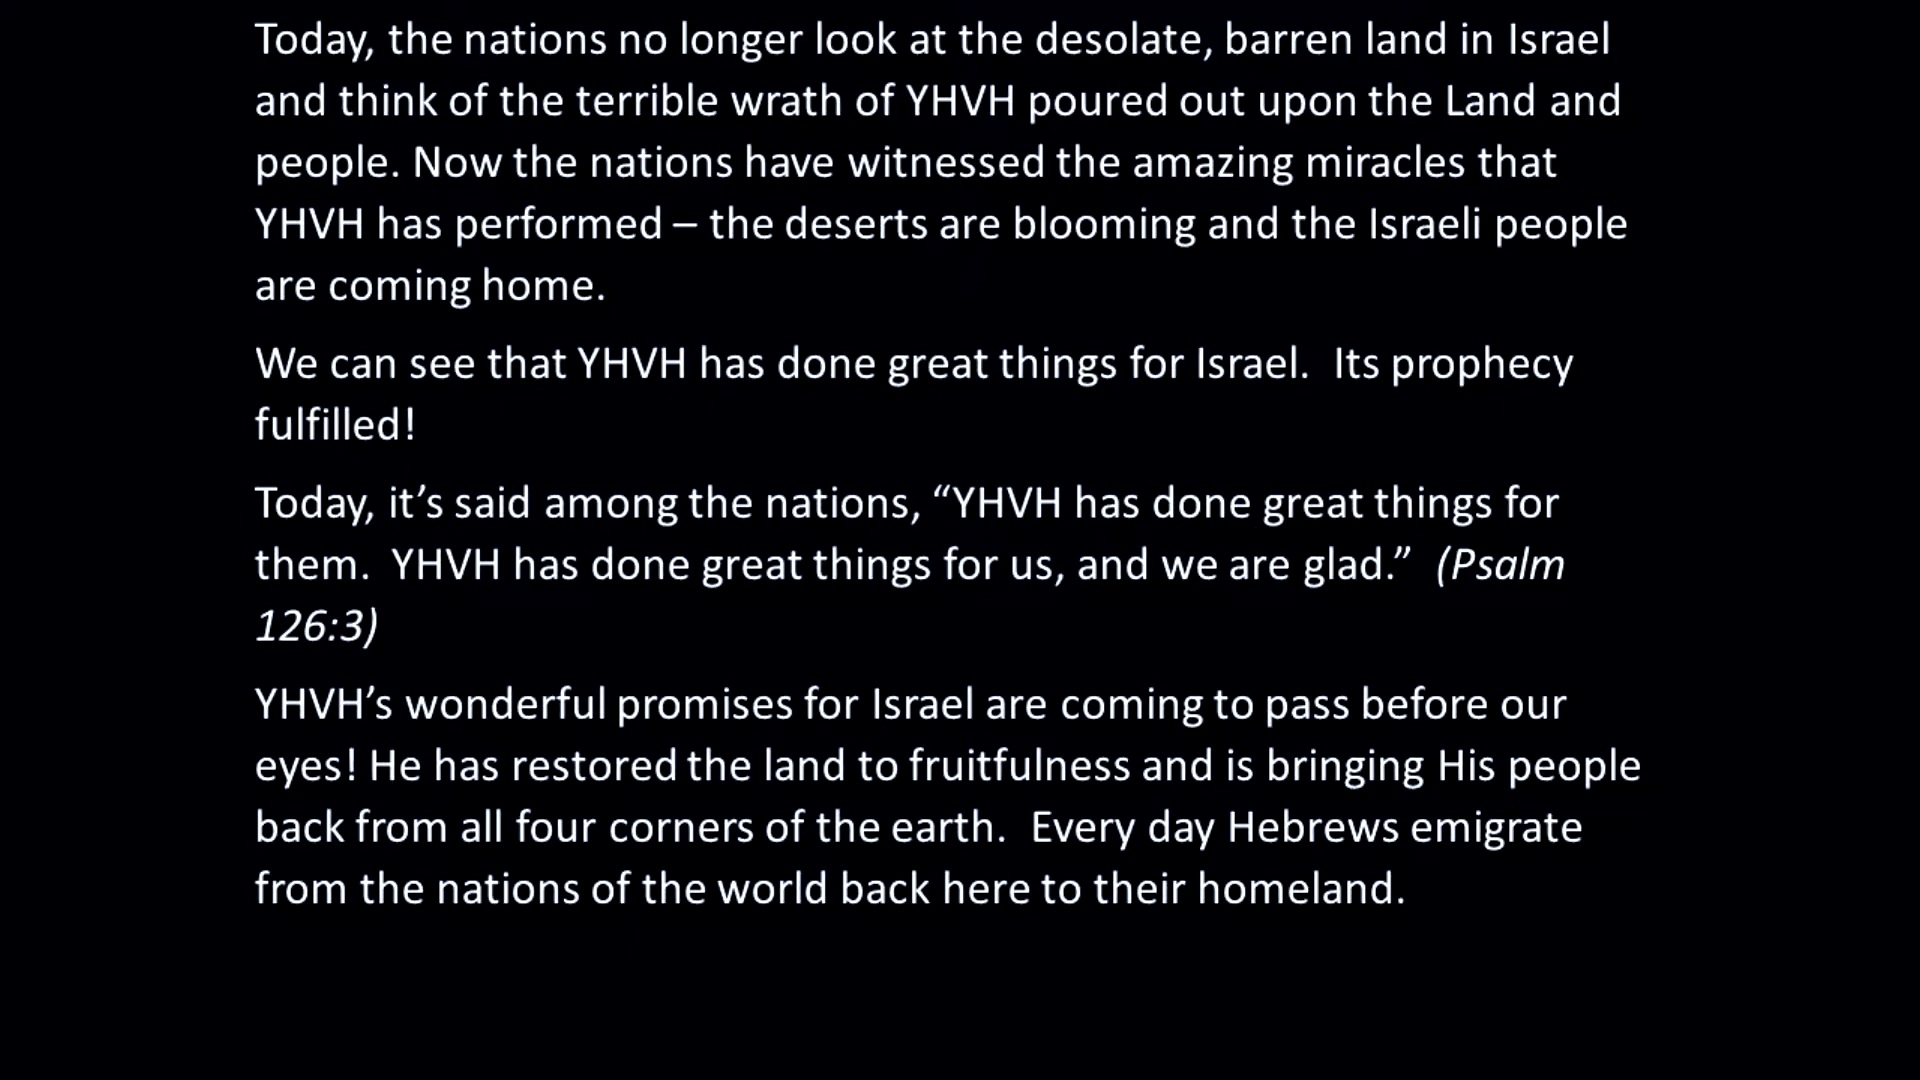 Today, the nations no longer look at the desolate, barren land in Israel
and think of the terrible wrath of YHVH poured out upon the Land and
people. Now the nations have witnessed the amazing miracles that
YHVH has performed – the deserts are blooming and the Israeli people
are coming home.
We can see that YHVH has done great things for Israel.  Its prophecy
fulfilled!
Today, it’s said among the nations, “YHVH has done great things for
them.  YHVH has done great things for us, and we are glad.”  (Psalm
126:3)
YHVH’s wonderful promises for Israel are coming to pass before our
eyes! He has restored the land to fruitfulness and is bringing His people
back from all four corners of the earth.  Every day Hebrews emigrate
from the nations of the world back here to their homeland.